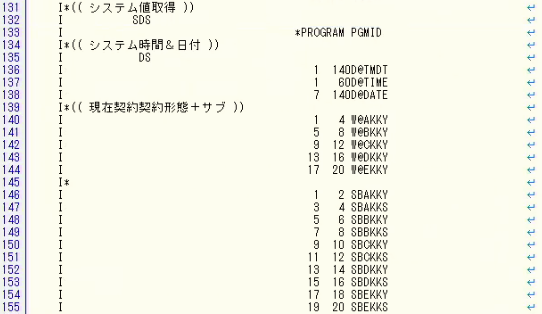 131 I*(( システム値取得 ))
132 I SDS
133 I *PROGRAM PGMID
134 I*(( システム時間&日付 ))
135 I DS
136 I 1 140D@TMDT
137 I 1 60D@TIME
138 I 7 140D@DATE
139 I*(( 現在契約契約形態+サブ ))
140 I 1 4 W@AKKY
141 I 5 8 W@BKKY
142 I 9 12 W@CKKY
143 I 13 16 W@DKKY
144 I 17 20 W@EKKY
145 I*
146 I 1 2 SBAKKY
147 I 3 4 SBAKKS
148 I 5 6 SBBKKY
149 I 7 8 SBBKKS
150 I 9 10 SBCKKY
151 I 11 12 SBCKKS
152 I 13 14 SBDKKY
153 I 15 16 SBDKKS
154 I 17 18 SBEKKY
155 I 19 20 SBEKKS